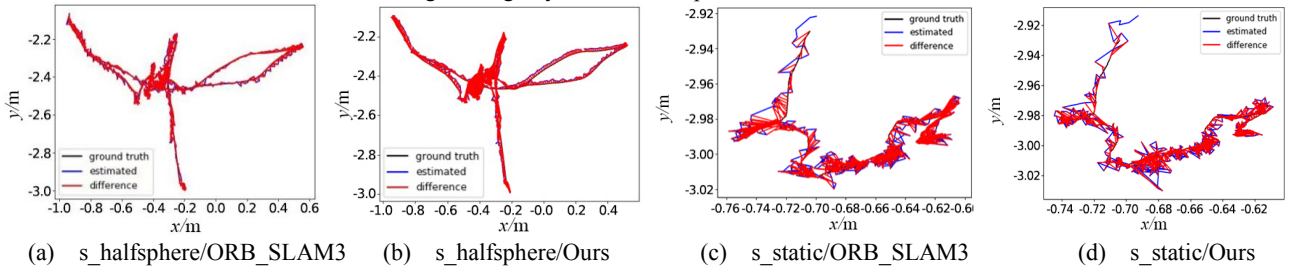 y/m
-2.2
-2.4
-2.6
-2.8
-3.0
ground truth
estimated
difference
-1.0 -0.8 -0.6 -0.4 -0.2 -0.0 0.2 0.4 0.6
x/m
(a) s_halfsphere/ORB_SLAM3
y/m
-2.2
-2.4
-2.6
-2.8
-3.0
ground truth
estimated
difference
-1.0 -0.8 -0.6 -0.4 -0.2 -0.0 0.2 0.4 0.6
x/m
(b) s_halfsphere/Ours
y/m
-2.92
-2.94
-2.96
-2.98
-3.00
-3.02
ground truth
estimated
difference
-0.76 -0.74 -0.72 -0.70 -0.68 -0.66 -0.64 -0.62
x/m
(c) s_static/ORB_SLAM3
y/m
-2.92
-2.94
-2.96
-2.98
-3.00
-3.02
ground truth
estimated
difference
-0.74 -0.72 -0.70 -0.68 -0.66 -0.64 -0.62
x/m
(d) s_static/Ours